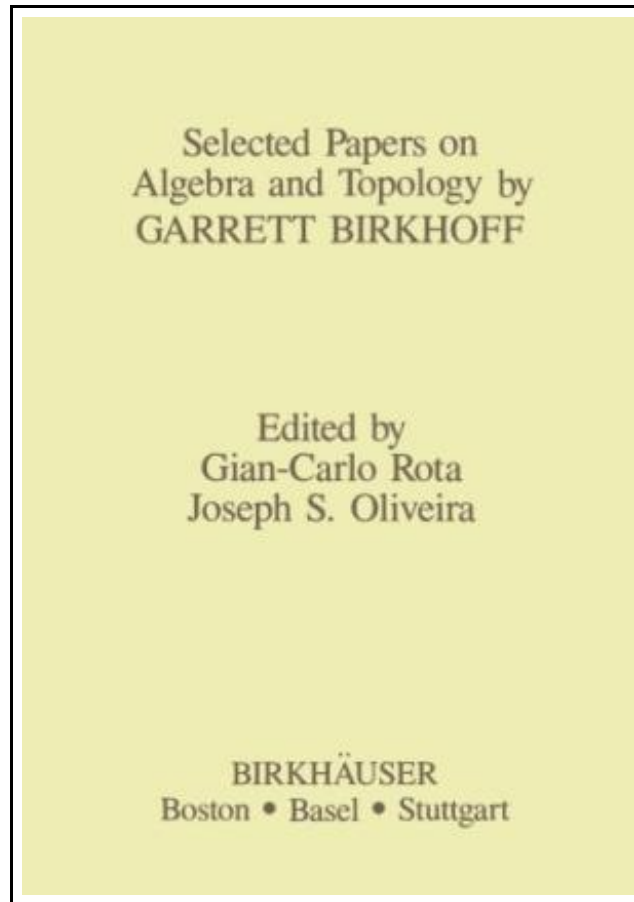 Selected Papers on
Algebra and Topology by
GARRETT BIRKHOFF
Edited by
Gian-Carlo Rota
Joseph S. Oliveira
BIRKHÄUSER
Boston • Basel • Stuttgart